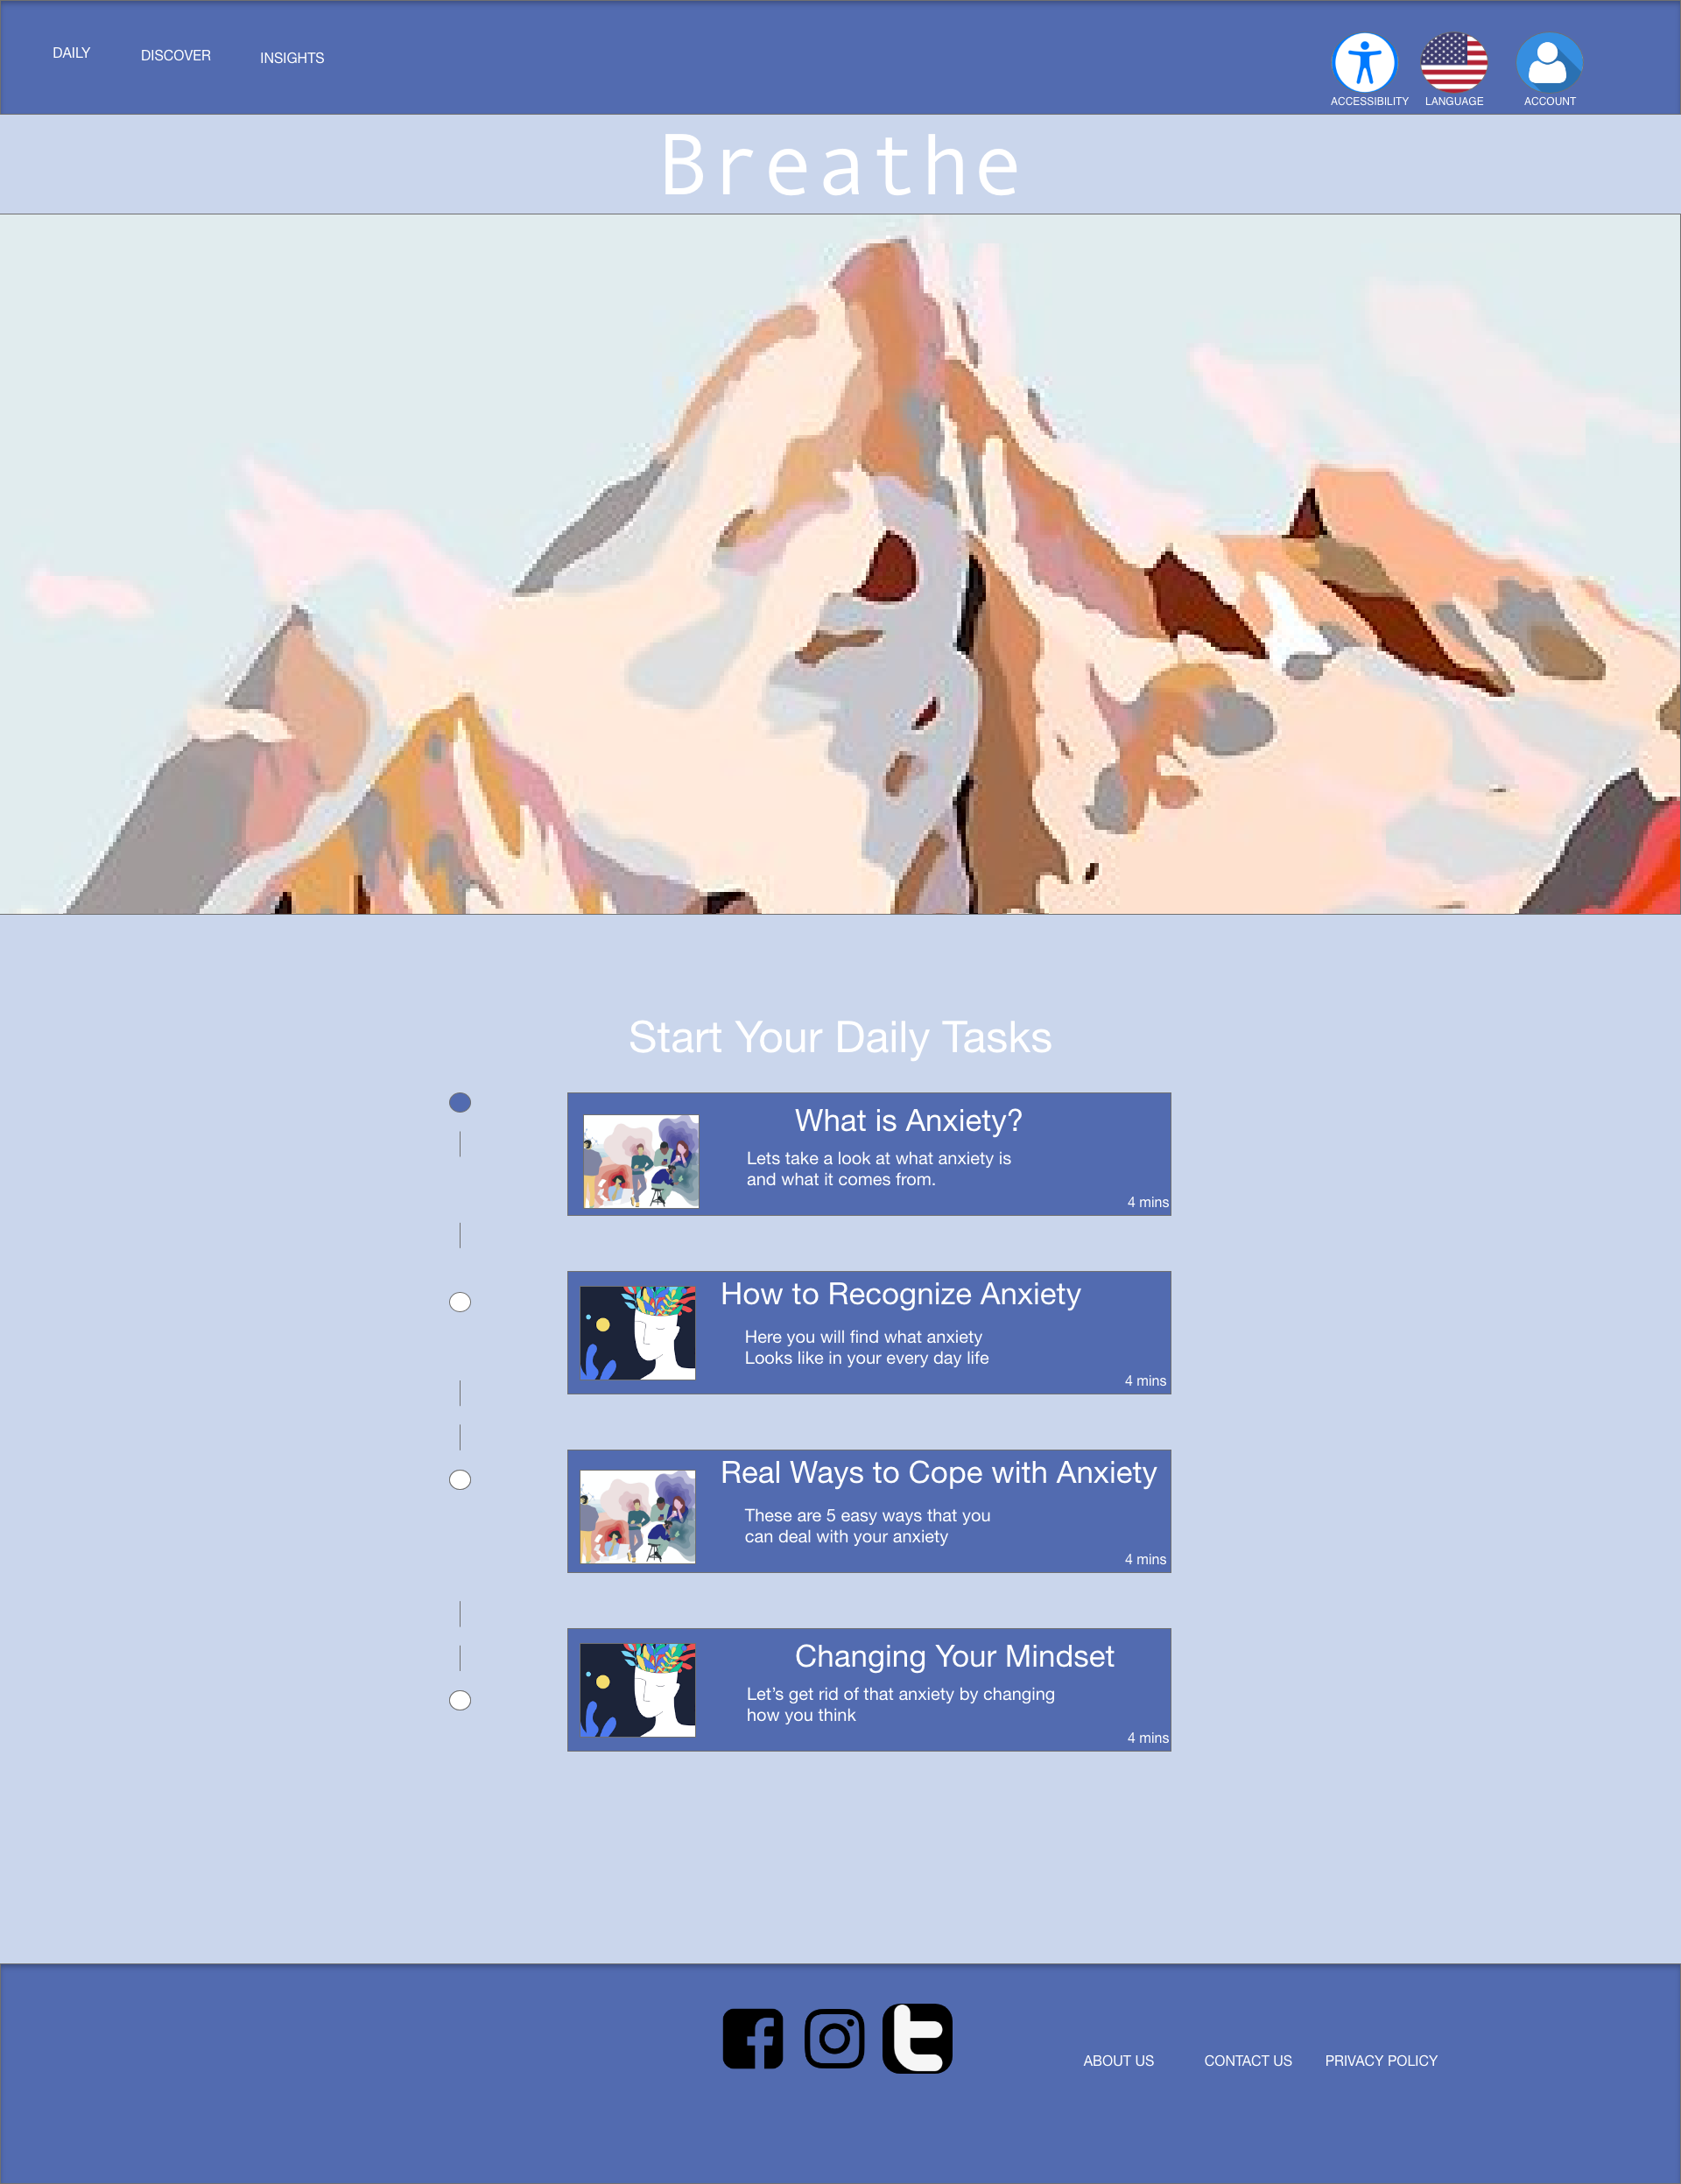 DAILY
DISCOVER
INSIGHTS
ACCESSIBILITY
LANGUAGE
ACCOUNT
Breathe
Start Your Daily Tasks
What is Anxiety?
Lets take a look at what anxiety is
and what it comes from.
4 mins
How to Recognize Anxiety
Here you will find what anxiety
Looks like in your every day life
4 mins
Real Ways to Cope with Anxiety
These are 5 easy ways that you
can deal with your anxiety
4 mins
Changing Your Mindset
Let’s get rid of that anxiety by changing
how you think
4 mins
ABOUT US
CONTACT US
PRIVACY POLICY